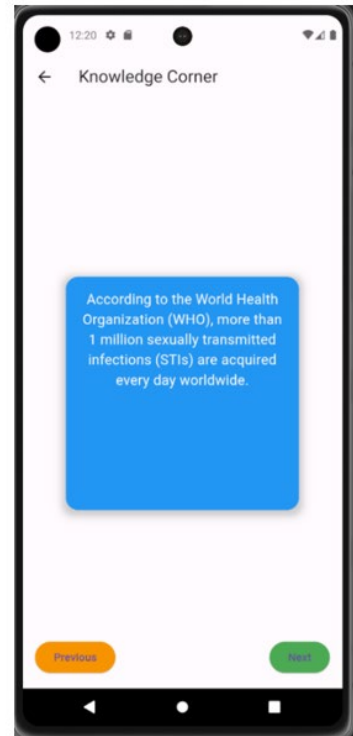 12:20
Knowledge Corner
According to the World Health
Organization (WHO), more than
1 million sexually transmitted
infections (STIs) are acquired
every day worldwide.
Previous
Next